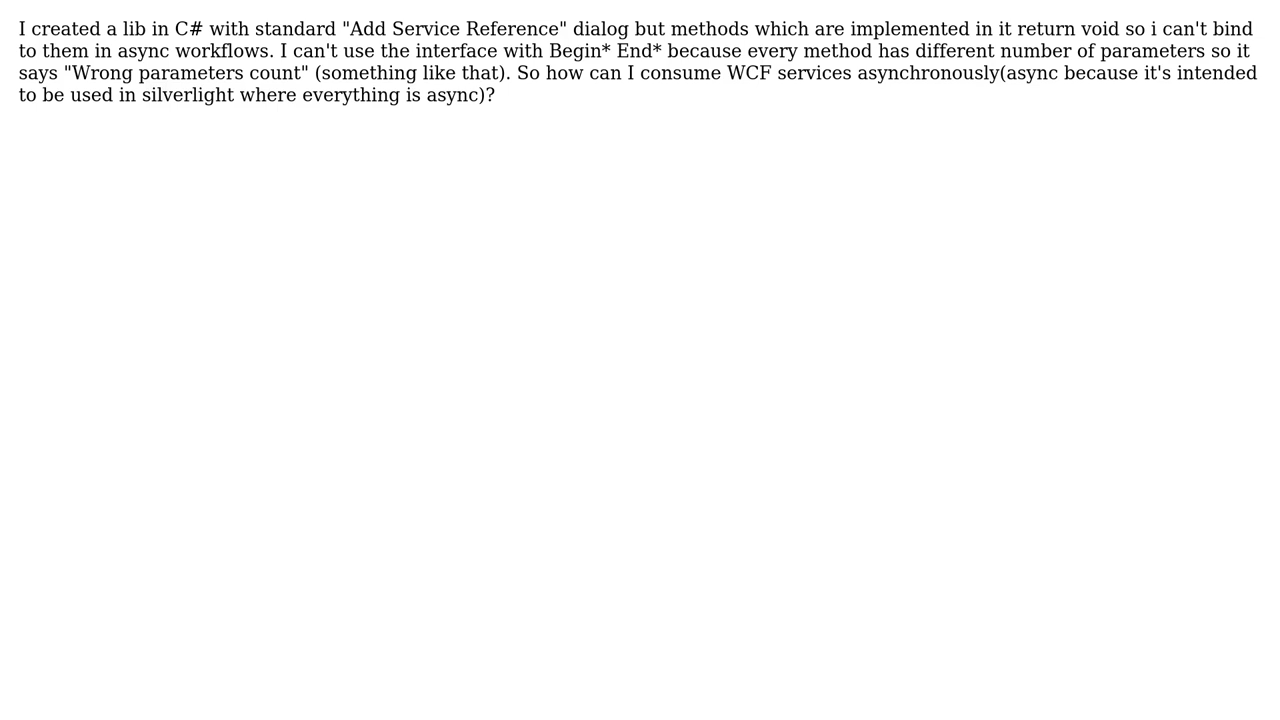 I created a lib in C# with standard "Add Service Reference" dialog but methods which are implemented in it return void so i can't bind
to them in async workflows. I can't use the interface with Begin* End* because every method has different number of parameters so it
says "Wrong parameters count" (something like that). So how can I consume WCF services asynchronously(async because it's intended
to be used in silverlight where everything is async)?